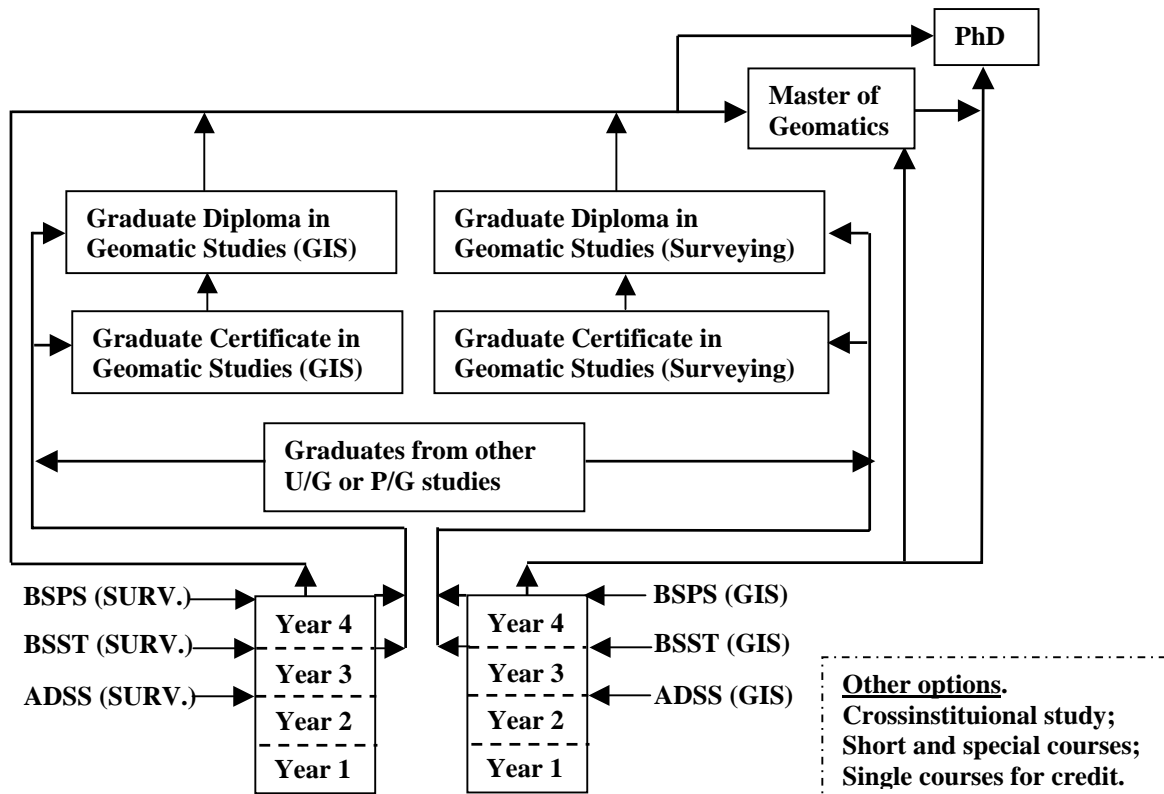 PhD
Master of
Geomatics
Graduate Diploma in
Geomatic Studies (GIS)
Graduate Diploma in
Geomatic Studies (Surveying)
Graduate Certificate in
Geomatic Studies (GIS)
Graduate Certificate in
Geomatic Studies (Surveying)
Graduates from other
U/G or P/G studies
BSPS (SURV.)
BSST (SURV.)
ADSS (SURV.)
Year 4
Year 3
Year 2
Year 1
Year 4
Year 3
Year 2
Year 1
BSPS (GIS)
BSST (GIS)
ADSS (GIS)
Other options.
Crossinstituional study;
Short and special courses;
Single courses for credit.